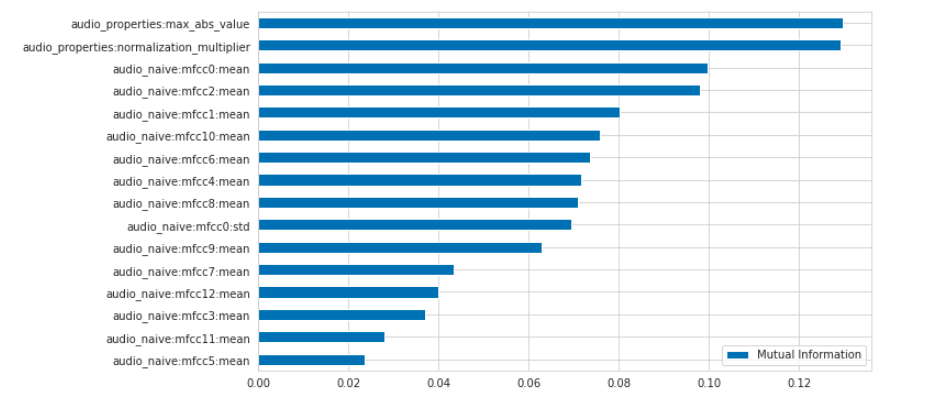 audio_properties:max_abs_value
audio_properties:normalization_multiplier
audio_naive:mfcc0:mean
audio_naive:mfcc2:mean
audio_naive:mfcc1:mean
audio_naive:mfcc10:mean
audio_naive:mfcc6:mean
audio_naive:mfcc4:mean
audio_naive:mfcc8:mean
audio_naive:mfcc0:std
audio_naive:mfcc9:mean
audio_naive:mfcc7:mean
audio_naive:mfcc12:mean
audio_naive:mfcc3:mean
audio_naive:mfcc11:mean
audio_naive:mfcc5:mean
Mutual Information
0.00 0.02 0.04 0.06 0.08 0.10 0.12